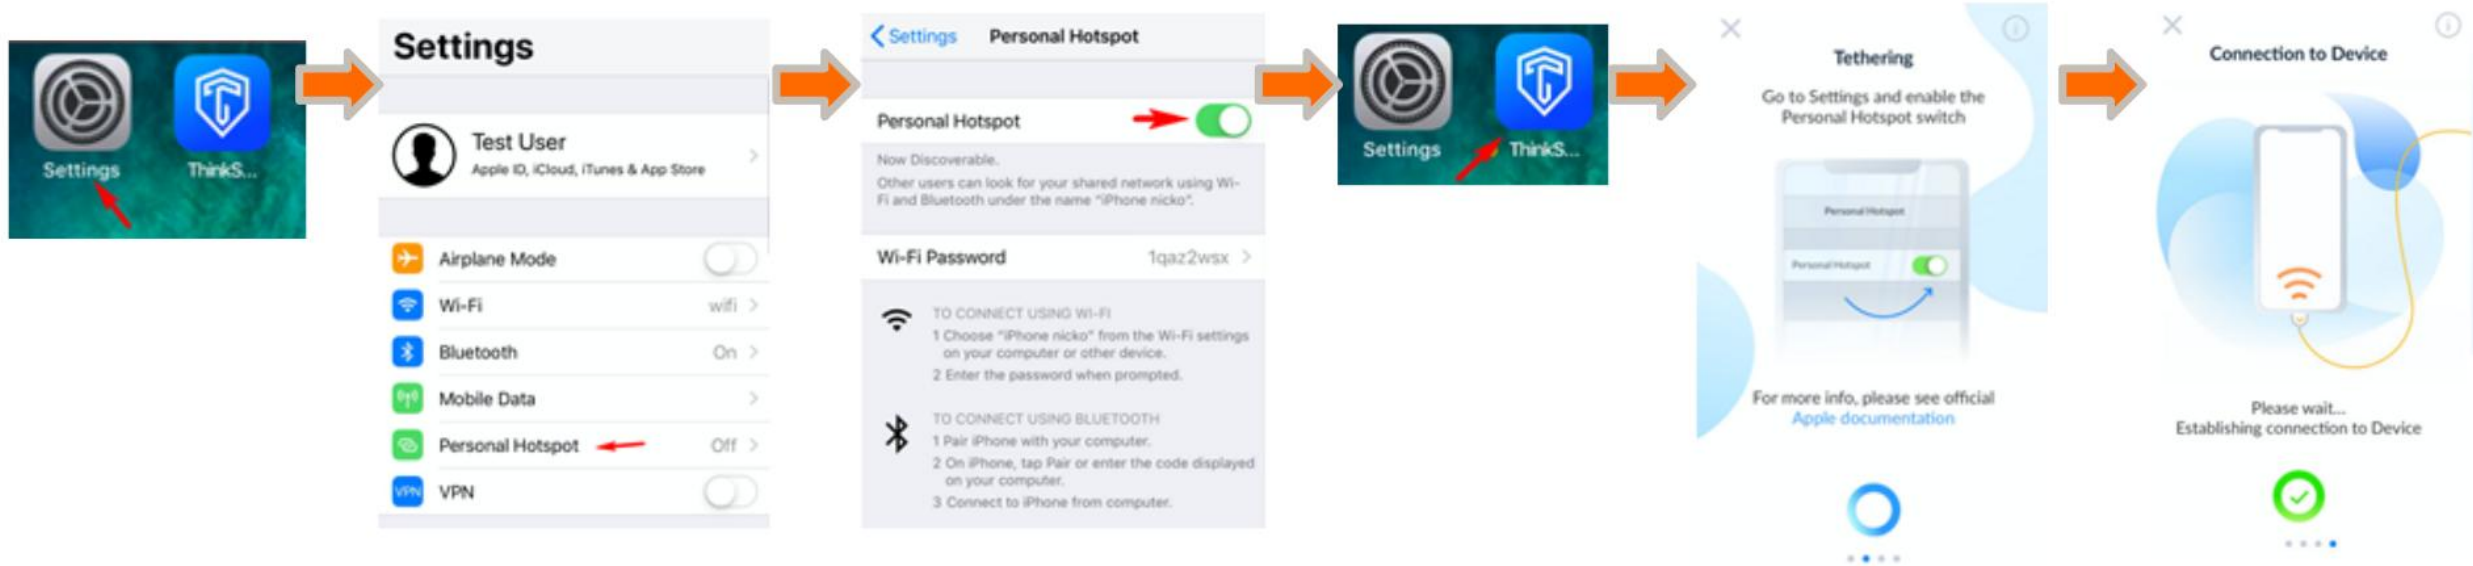 Settings
ThinkS...
Settings
Test User
Apple ID, iCloud, iTunes & App Store
Airplane Mode
Wi-Fi
wifi
Bluetooth
On
Mobile Data
Personal Hotspot
Off
VPN
VPN
Settings
Personal Hotspot
Personal Hotspot
Now Discoverable.
Other users can look for your shared network using Wi-
Fi and Bluetooth under the name "iPhone nicko".
Wi-Fi Password
1qaz2wsx
TO CONNECT USING WI-FI
1 Choose "iPhone nicko" from the Wi-Fi settings
on your computer or other device.
2 Enter the password when prompted.
TO CONNECT USING BLUETOOTH
1 Pair iPhone with your computer.
2 On iPhone, tap Pair or enter the code displayed
on your computer.
3 Connect to iPhone from computer.
Settings
ThinkS...
Tethering
Go to Settings and enable the
Personal Hotspot switch
Personal Hotspot
Personal Hotspot
For more info, please see official
Apple documentation
Connection to Device
Please wait...
Establishing connection to Device